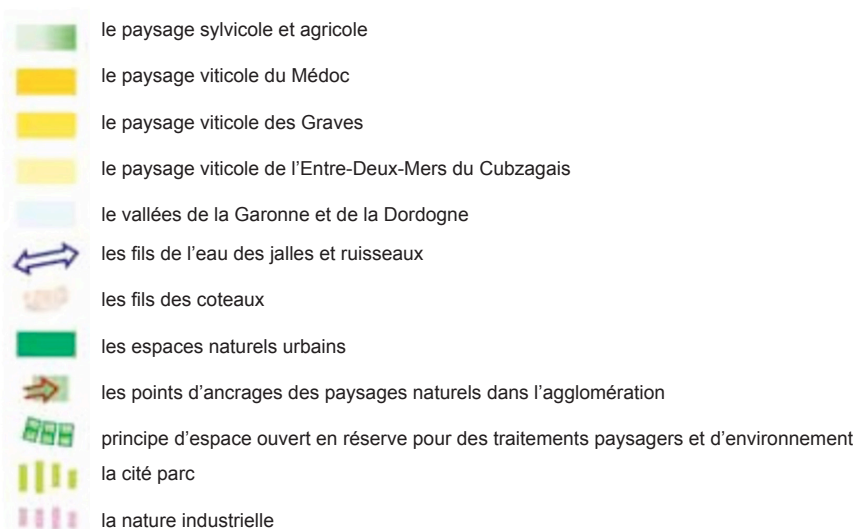 le paysage sylvicole et agricole
le paysage viticole du Médoc
le paysage viticole des Graves
le paysage viticole de l'Entre-Deux-Mers du Cubzagais
le vallées de la Garonne et de la Dordogne
les fils de l'eau des jalles et ruisseaux
les fils des coteaux
les espaces naturels urbains
les points d'ancrages des paysages naturels dans l'agglomération
principe d'espace ouvert en réserve pour des traitements paysagers et d'environnement
la cité parc
la nature industrielle